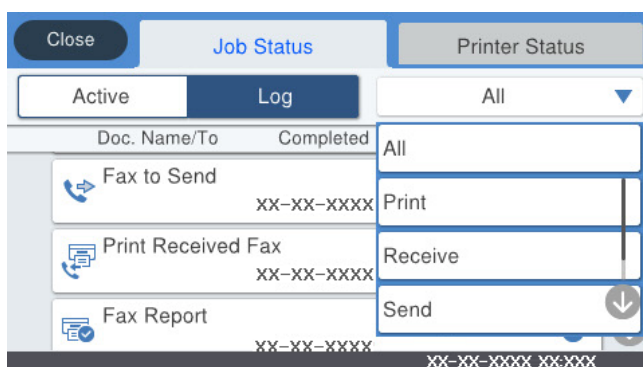 Close Job Status Printer Status
Active Log All
Doc. Name/To Completed
All
Fax to Send
XX-XX-XXXX
Print
Print Received Fax
XX-XX-XXXX
Receive
Fax Report
XX-XX-XXXX
Send
XX-XX-XXXX XX:XXX